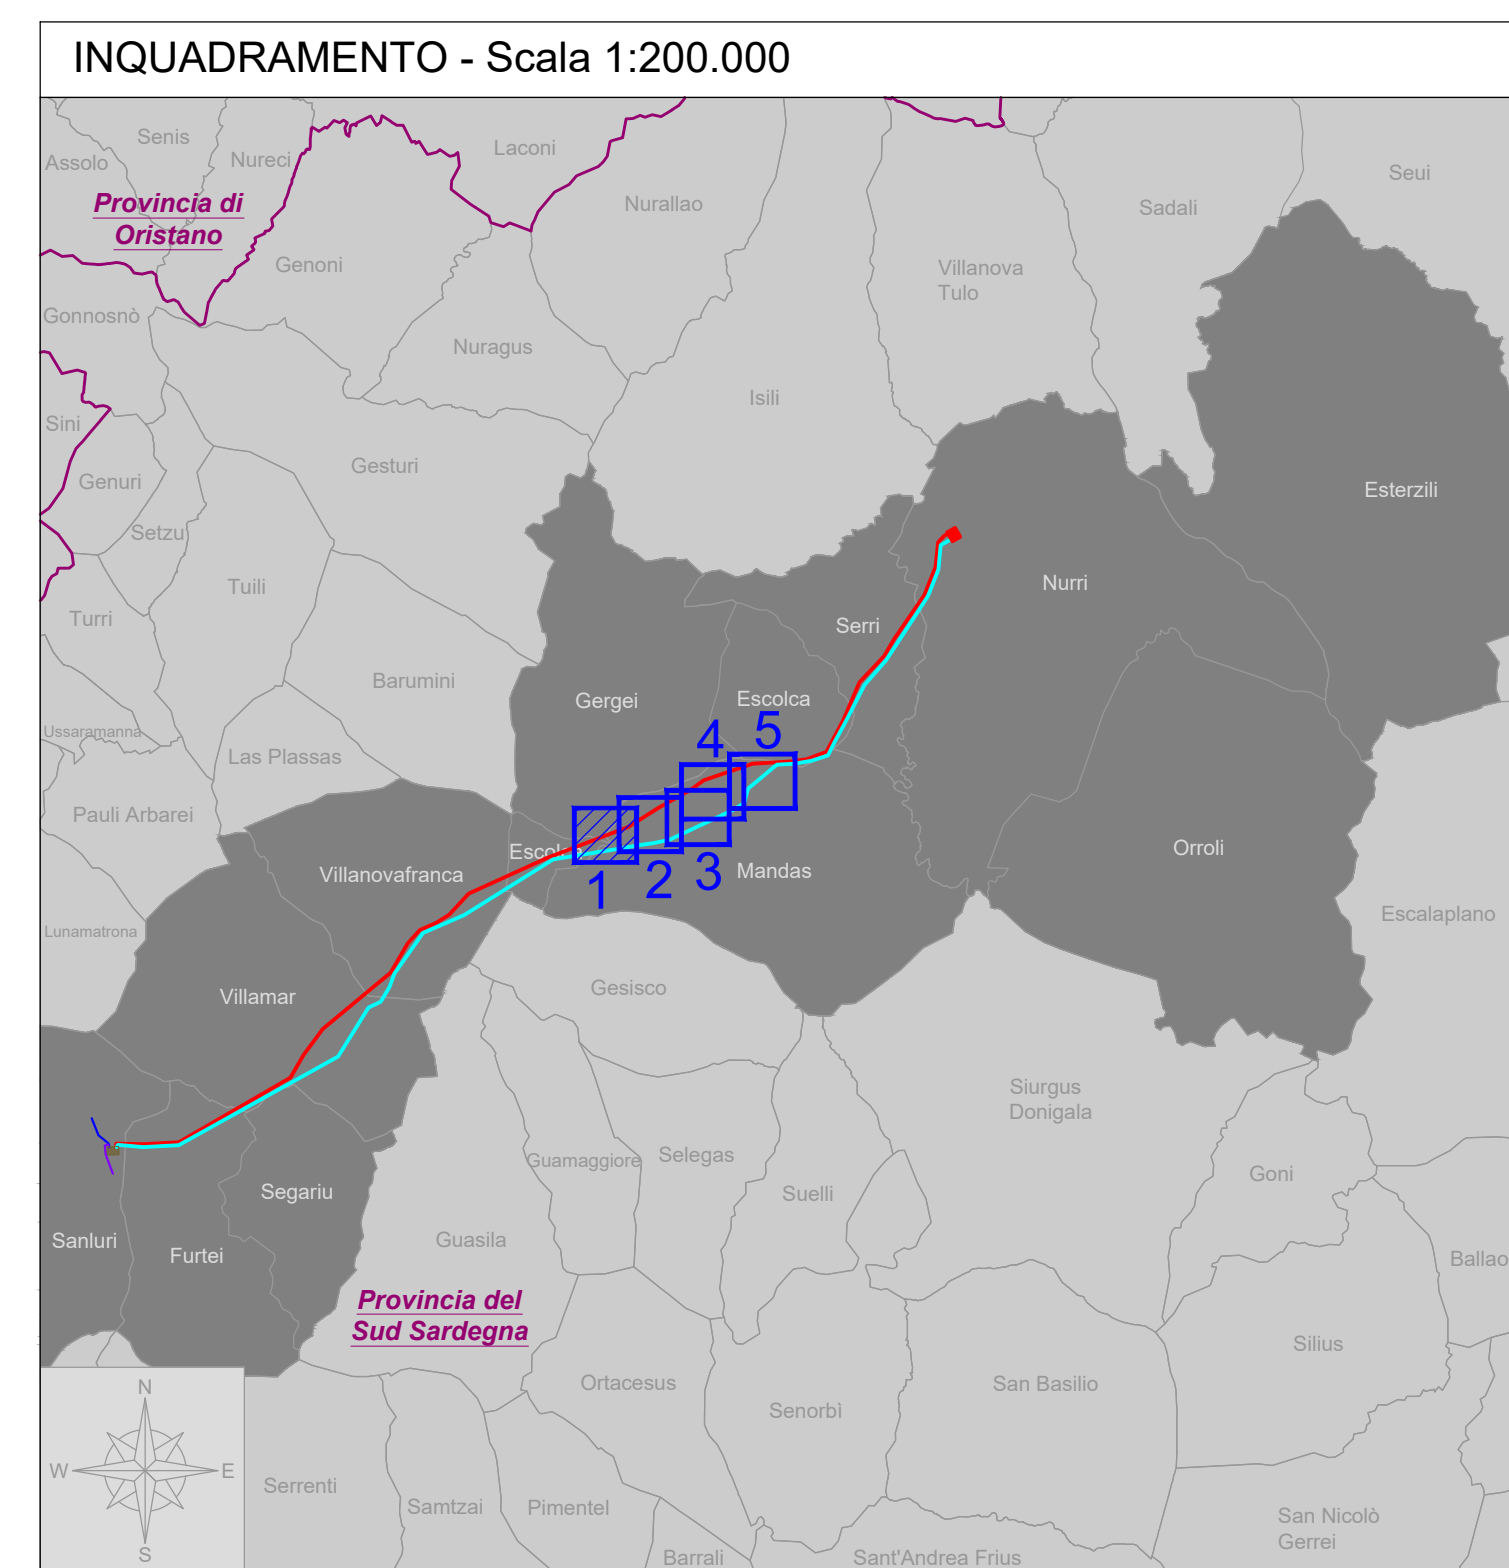 INQUADRAMENTO - Scala 1:200.000
Senis
Assolo
Nureci
Laconi
Seui
Provincia di
Oristano
Nurallao
Sadali
Genoni
Villanova
Tulo
Gonnosnò
Nuragus
Isili
Sini
Gesturi
Genuri
Esterzili
Setzu
Tuili
Nurri
Turri
Serri
Barumini
Gergei
Escolca
Ussaramanna
4
5
Las Plassas
Pauli Arbarei
Orroli
Escolca
Villanovafranca
1
2
3
Mandas
Escalaplano
Lunamatrona
Gesisco
Villamar
Siurgus
Donigala
Guamaggiore
Selegas
Goni
Segariu
Suelli
Sanluri
Furtei
Guasila
Ballao
Provincia del
Sud Sardegna
Silius
Ortacesus
San Basilio
Senorbì
N
W
E
S
Serrenti
Samtzai
Pimentel
San Nicolò
Gerrei
Barrali
Sant'Andrea Frius